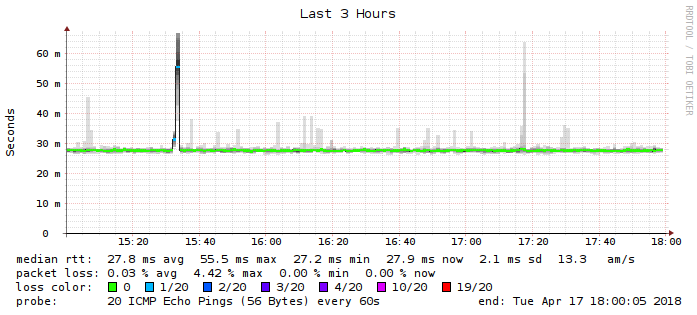 Last 3 Hours
RRDTOOL / TOBI OETIKER
Seconds
60 m
50 m
40 m
30 m
20 m
10 m
0
15:20 15:40 16:00 16:20 16:40 17:00 17:20 17:40 18:00
median rtt: 27.8 ms avg 55.5 ms max 27.2 ms min 27.9 ms now 2.1 ms sd 13.3 am/s
packet loss: 0.03 % avg 4.42 % max 0.00 % min 0.00 % now
loss color: 0 1/20 2/20 3/20 4/20 10/20 19/20
probe: 20 ICMP Echo Pings (56 Bytes) every 60s end: Tue Apr 17 18:00:05 2018